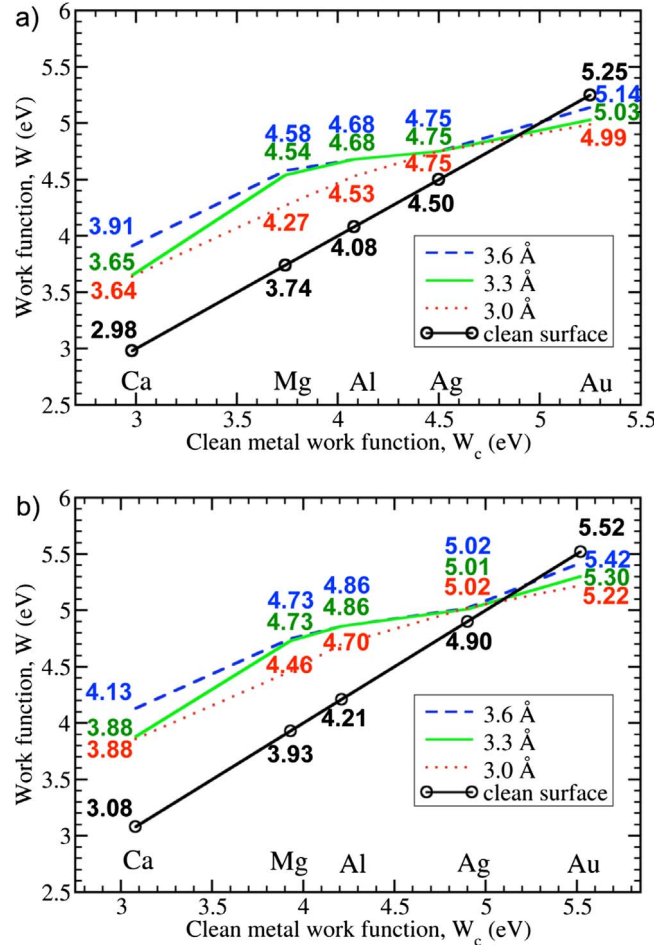 a)
6
5.5
5
4.5
4
3.5
3
2.5
Work function, W (eV)
5.25
5.14
5.03
4.99
4.58 4.68 4.75
4.54 4.68 4.75
4.75
4.53
4.50
4.27
4.08
3.91
3.65
3.64
3.74
2.98
3.6 Å
3.3 Å
3.0 Å
clean surface
Ca Mg Al Ag Au
3 3.5 4 4.5 5 5.5
Clean metal work function, W_c (eV)
b)
6
5.5
5
4.5
4
3.5
3
2.5
Work function, W (eV)
5.52
5.42
5.30
5.22
5.02
5.01
5.02
4.90
4.73 4.86
4.73 4.86
4.46 4.70
4.21
4.13
3.88
3.88
3.93
3.08
3.6 Å
3.3 Å
3.0 Å
clean surface
Ca Mg Al Ag Au
3 3.5 4 4.5 5 5.5
Clean metal work function, W_c (eV)